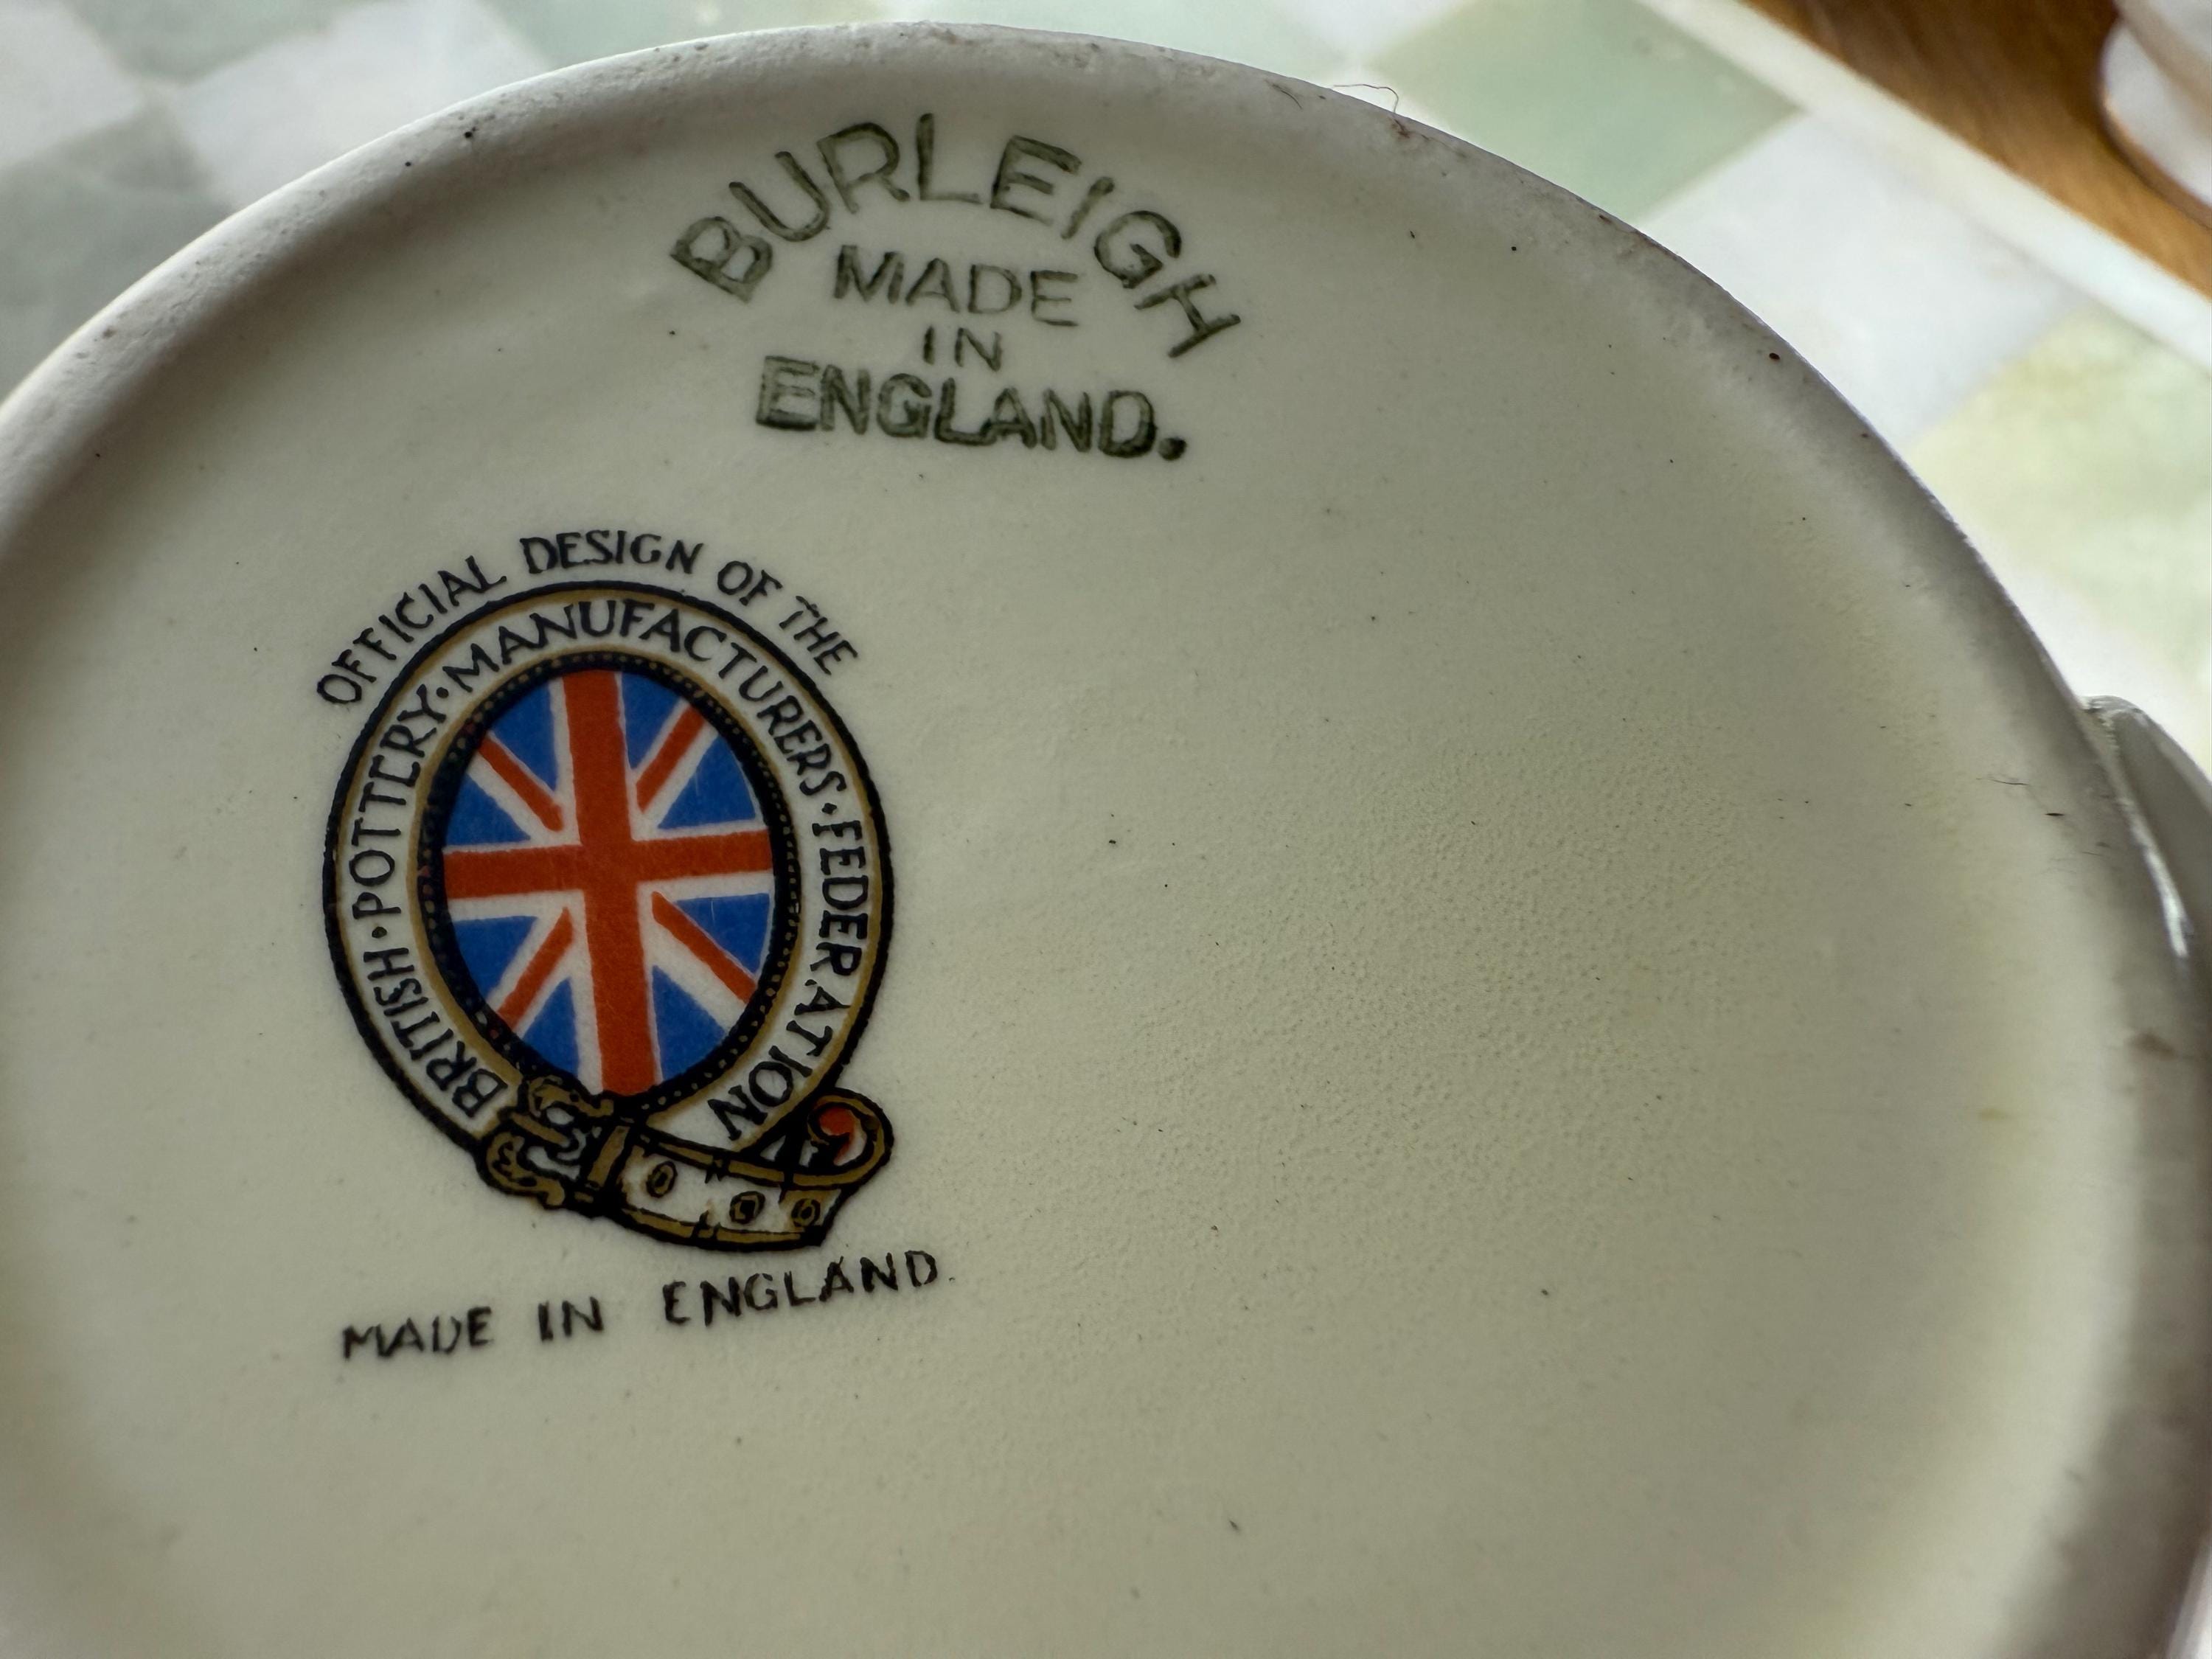 BURLEIGH
MADE
IN
ENGLAND.
OFFICIAL DESIGN OF THE
BRITISH·POTTERY·MANUFACTURERS·FEDERATION
MADE IN ENGLAND.